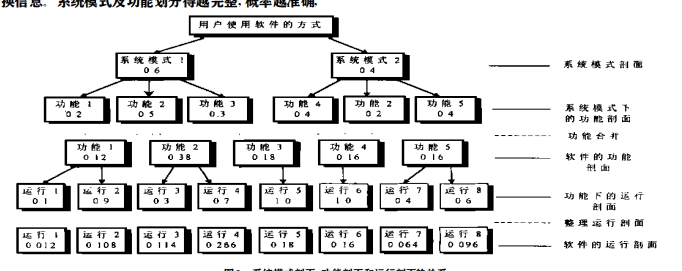 换信息。系统模式及功能划分得越完整,概率越准确.
用户使用软件的方式
系统模式 1 系统模式 2 系统模式剖面
0 6 0 4
功能 1 功能 2 功能 3 功能 4 功能 2 功能 5 系统模式下
0 2 0 5 0.3 0 4 0 2 0 4 的功能剖面
功能合并
功能 1 功能 2 功能 3 功能 4 功能 5 软件的功能
0 12 0 38 0 18 0 16 0 16 剖面
运行 1 运行 2 运行 3 运行 4 运行 5 运行 6 运行 7 运行 8 功能下的运行
0 1 0 9 0 3 0 7 1 0 1 0 0 4 0 6 剖面
整理运行剖面
运行 1 运行 2 运行 3 运行 4 运行 5 运行 6 运行 7 运行 8 软件的运行剖面
0 012 0 108 0 114 0 266 0 18 0 16 0 064 0 096